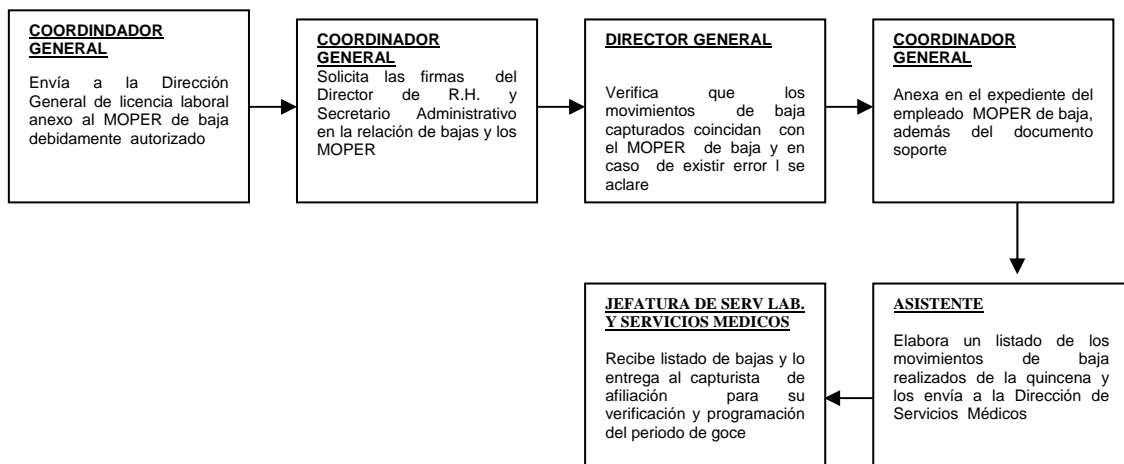 COORDINDADOR
GENERAL
Envía a la Dirección
General de licencia laboral
anexo al MOPER de baja
debidamente autorizado
COORDINADOR
GENERAL
Solicita las firmas del
Director de R.H. y
Secretario Administrativo
en la relación de bajas y los
MOPER
DIRECTOR GENERAL
Verifica que los
movimientos de baja
capturados coincidan con
el MOPER de baja y en
caso de existir error l se
aclare
COORDINADOR
GENERAL
Anexa en el expediente del
empleado MOPER de baja,
además del documento
soporte
JEFATURA DE SERV LAB.
Y SERVICIOS MEDICOS
Recibe listado de bajas y lo
entrega al capturista de
afiliación para su
verificación y programación
del periodo de goce
ASISTENTE
Elabora un listado de los
movimientos de baja
realizados de la quincena y
los envía a la Dirección de
Servicios Médicos